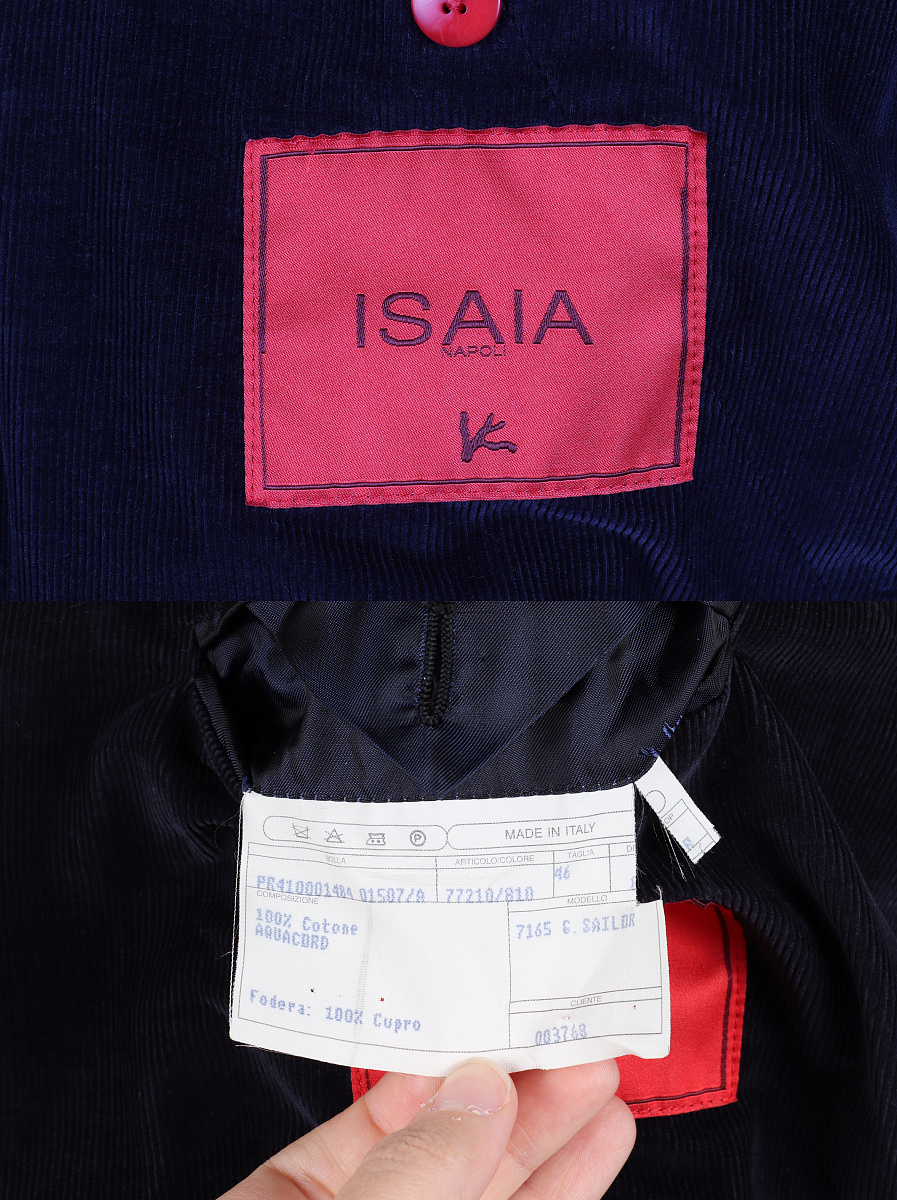 ISAIA
NAPOLI
P
MADE IN ITALY
BOLLA
ARTICOLO/COLORE
TAGLIA
PR410001484 01507/A
77210/810
46
COMPOSIZIONE
MODELLO
100% Cotone
AQUACORD
7165 G.SAILOR
Fodera: 100% Cupro
CLIENTE
003768